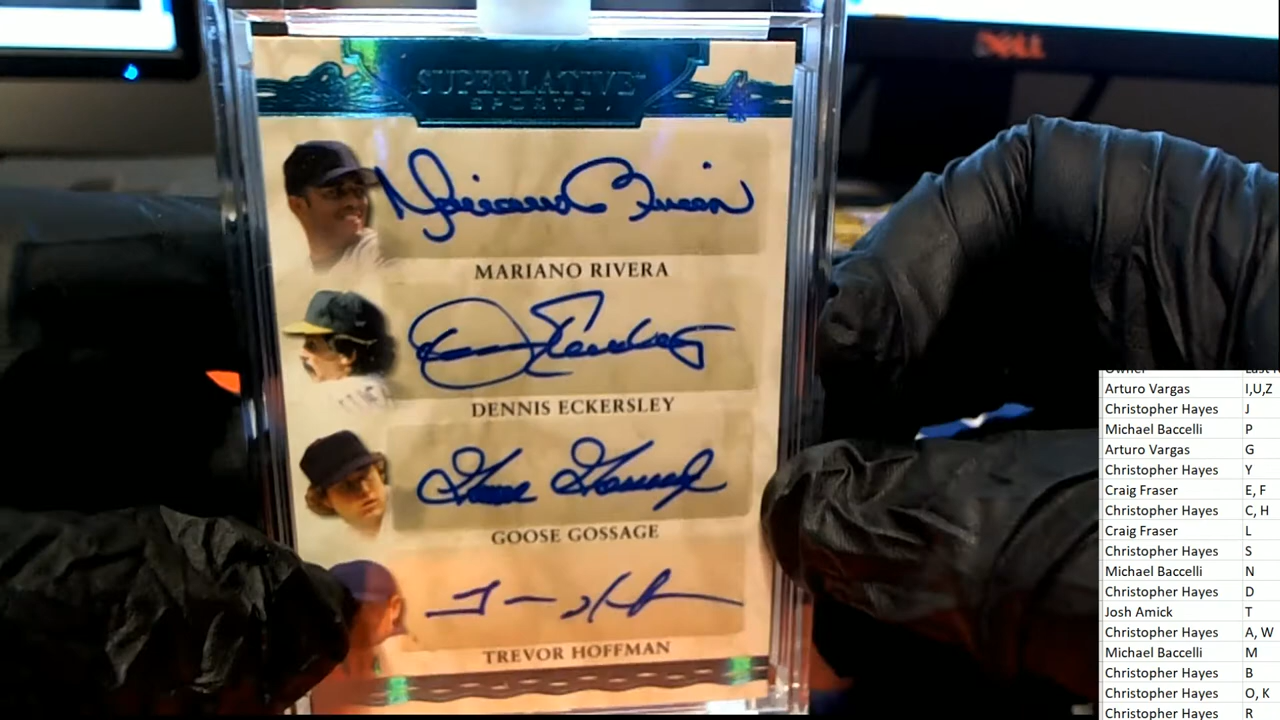 DELL
SUPERLATIVE
SPORTS
4
MARIANO RIVERA
DENNIS ECKERSLEY
GOOSE GOSSAGE
TREVOR HOFFMAN
Arturo Vargas I,U,Z
Christopher Hayes J
Michael Baccelli P
Arturo Vargas G
Christopher Hayes Y
Craig Fraser E, F
Christopher Hayes C, H
Craig Fraser L
Christopher Hayes S
Michael Baccelli N
Christopher Hayes D
Josh Amick T
Christopher Hayes A, W
Michael Baccelli M
Christopher Hayes B
Christopher Hayes O, K
Christopher Hayes R